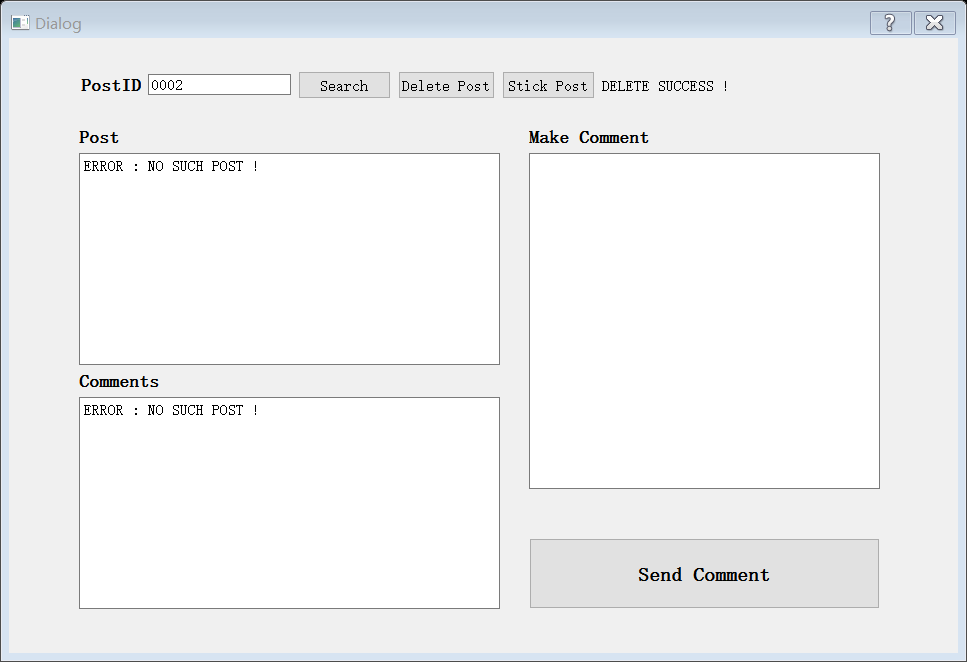 Dialog
PostID 0002 Search Delete Post Stick Post DELETE SUCCESS !
Post
ERROR : NO SUCH POST !
Comments
ERROR : NO SUCH POST !
Make Comment
Send Comment